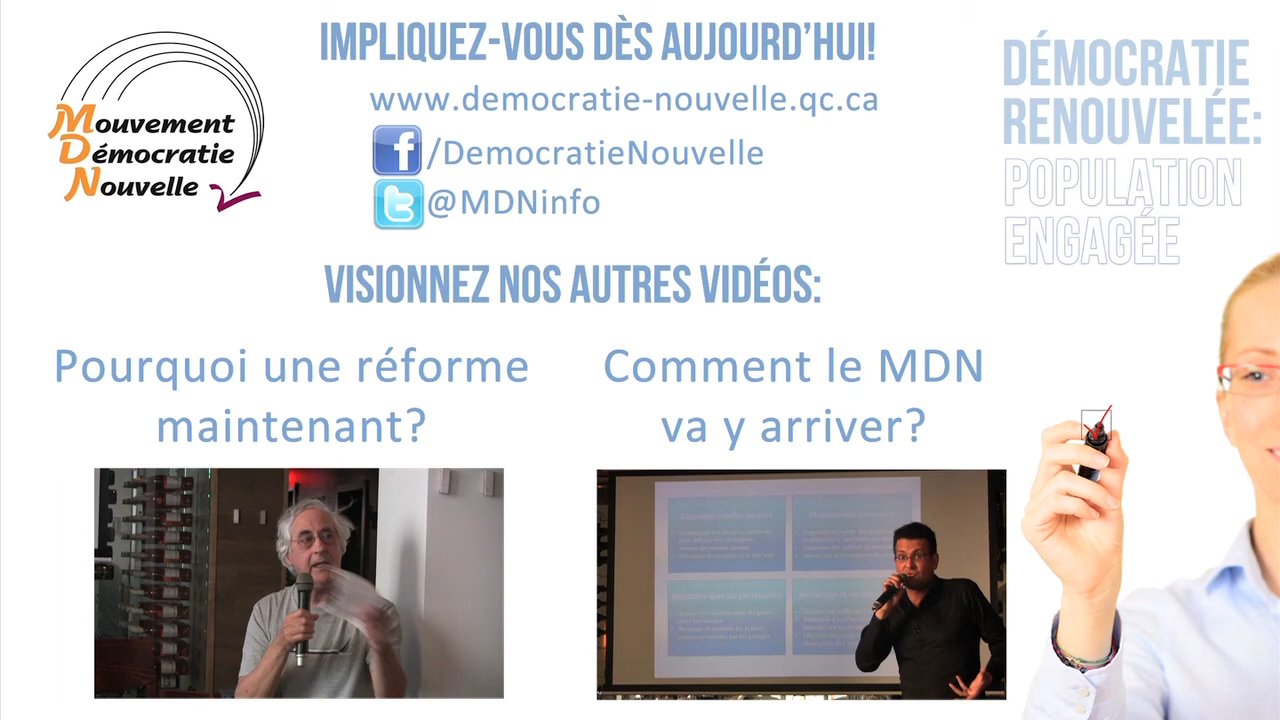 Mouvement
Démocratie
Nouvelle
IMPLIQUEZ-VOUS DÈS AUJOURD'HUI!
www.democratie-nouvelle.qc.ca
f /DemocratieNouvelle
t @MDNinfo
DÉMOCRATIE
RENOUVELÉE:
POPULATION
ENGAGÉE
VISIONNEZ NOS AUTRES VIDÉOS:
Pourquoi une réforme
maintenant?
Comment le MDN
va y arriver?